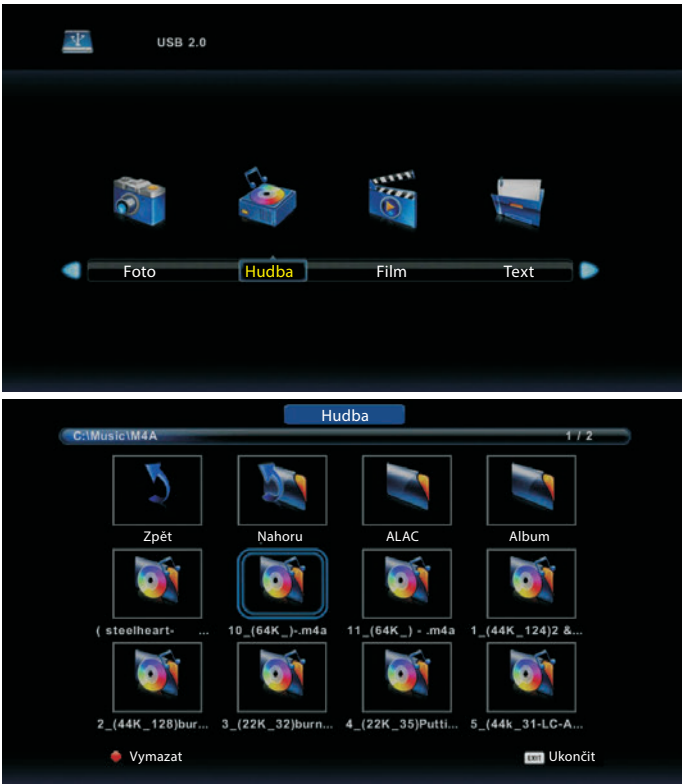 USB 2.0
Foto Hudba Film Text
Hudba
C:\Music\M4A 1 / 2
Zpět Nahoru ALAC Album
( steelheart- ... 10_(64K_)-.m4a 11_(64K_) - .m4a 1_(44K_124)2 &...
2_(44K_128)bur... 3_(22K_32)burn... 4_(22K_35)Putti... 5_(44k_31-LC-A...
Vymazat EXIT Ukončit